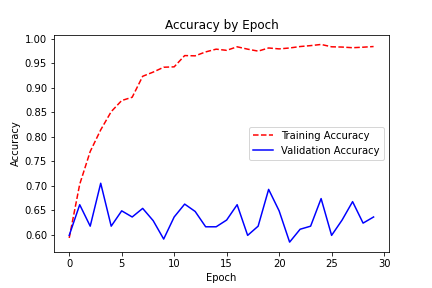 Accuracy by Epoch
1.00
0.95
0.90
0.85
0.80
0.75
0.70
0.65
0.60
Accuracy
Training Accuracy
Validation Accuracy
0 5 10 15 20 25 30
Epoch